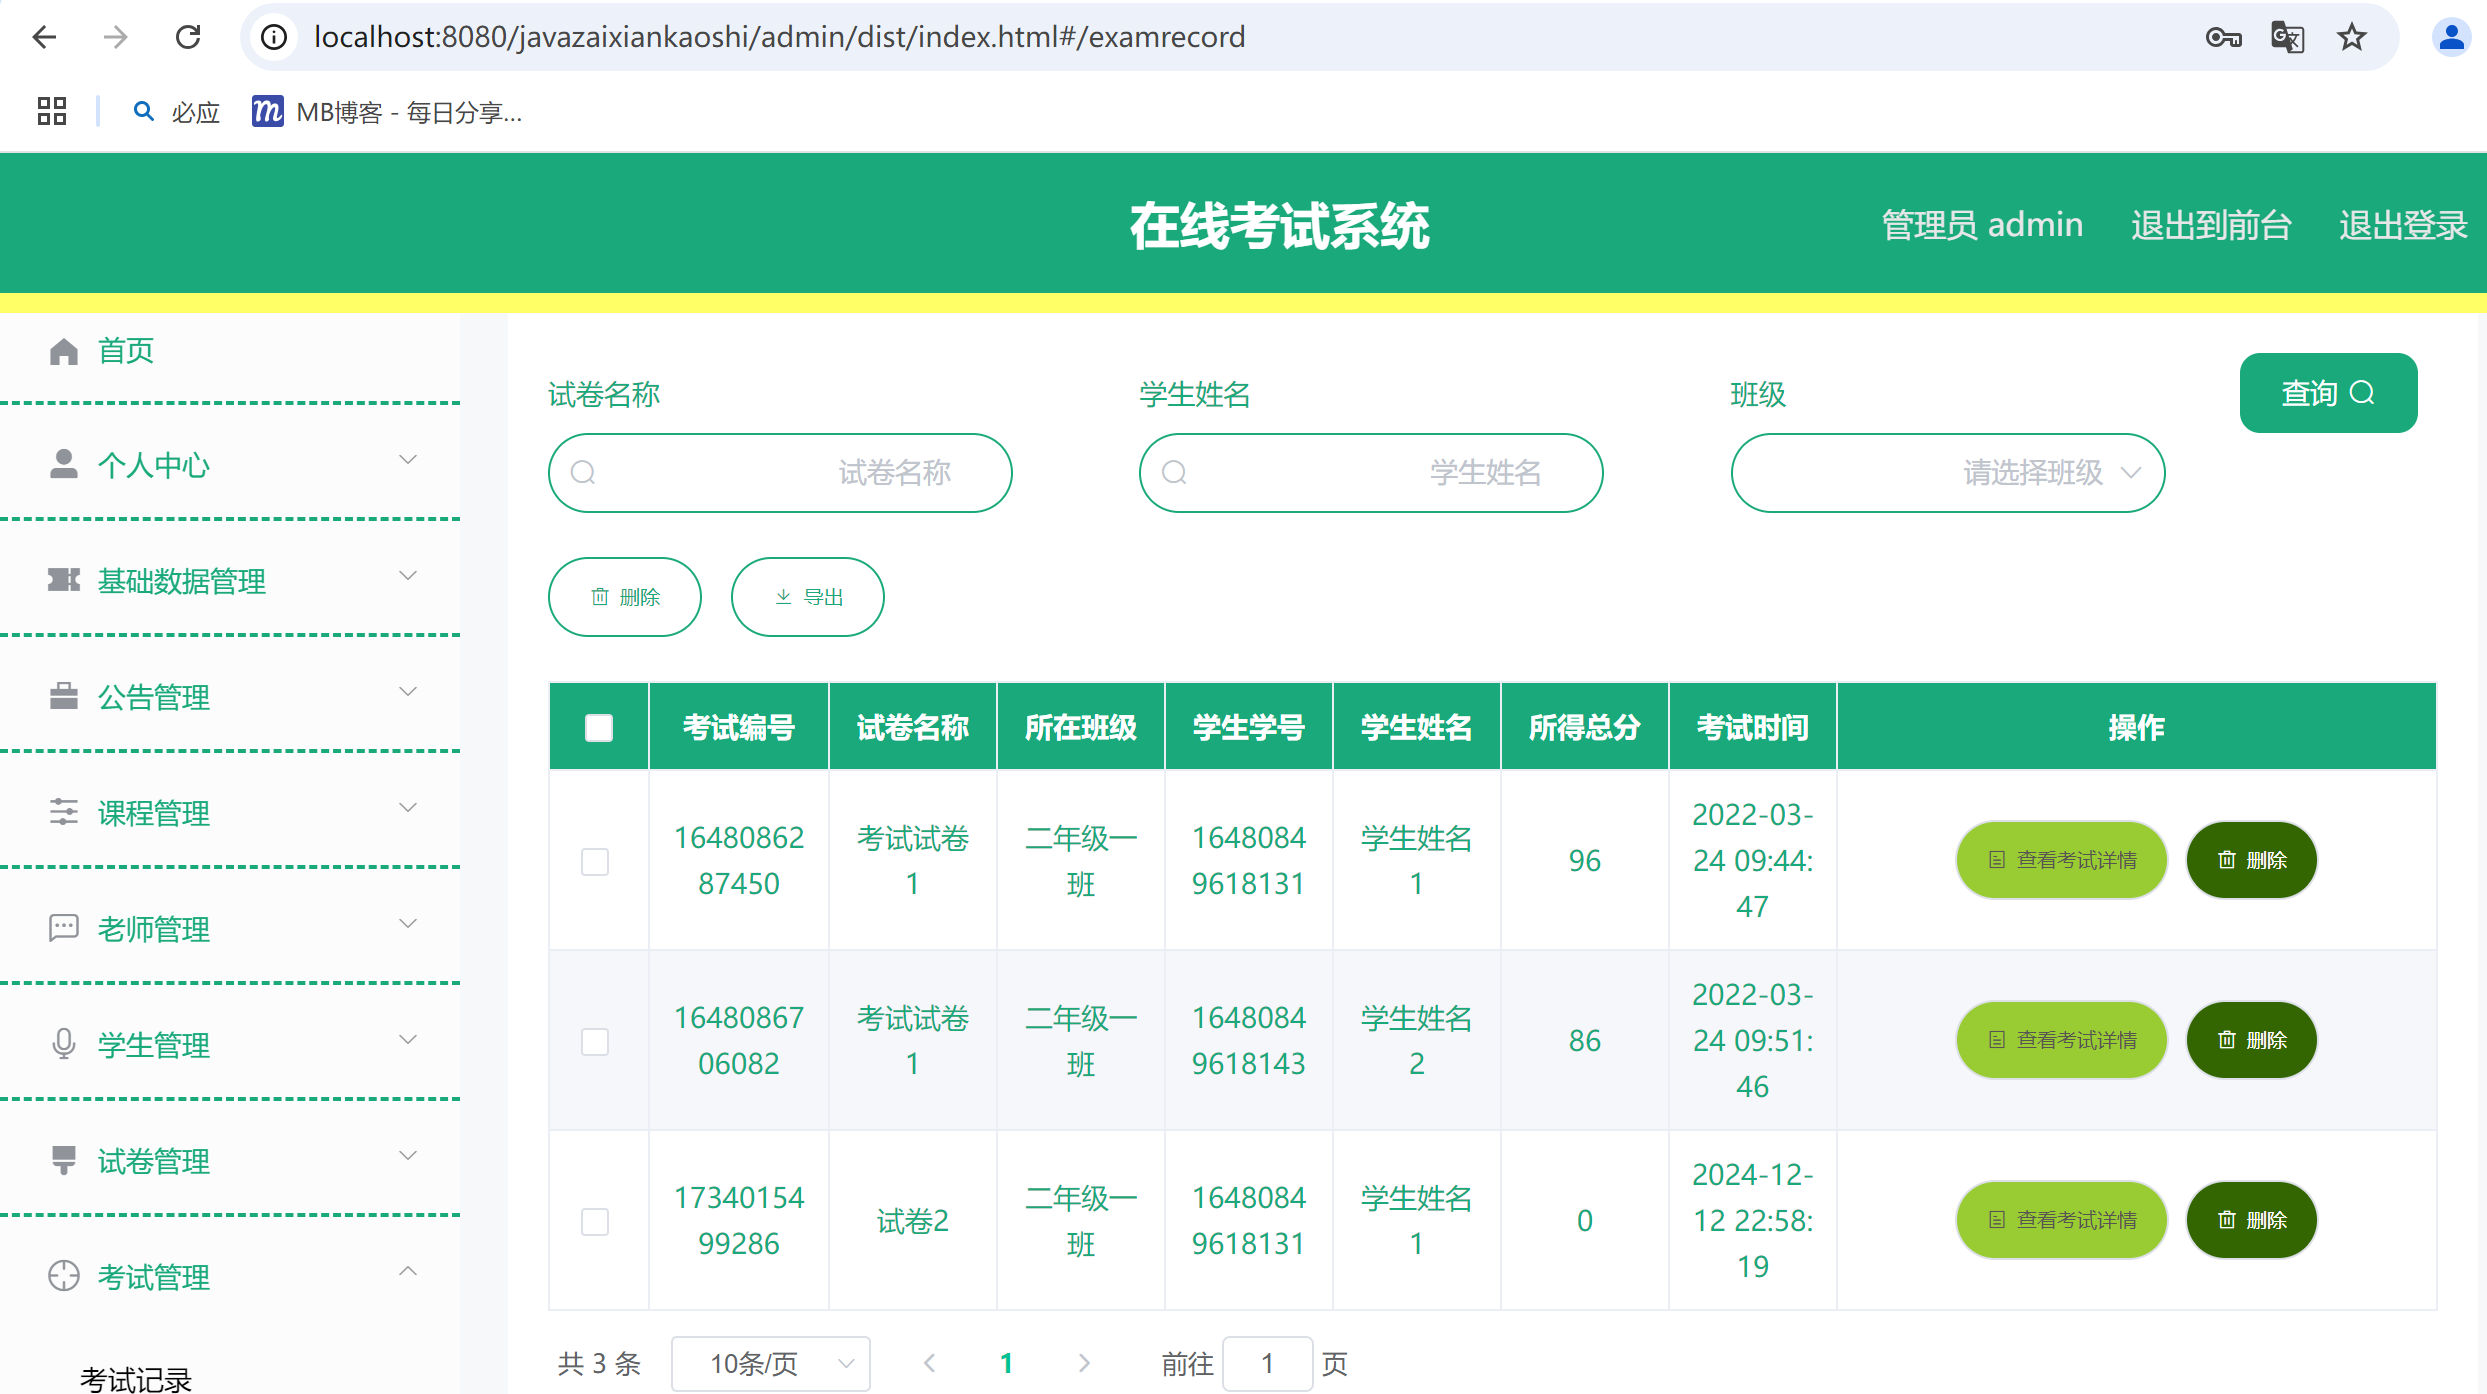 localhost:8080/javazaixiankaoshi/admin/dist/index.html#/examrecord
必应
MB博客 - 每日分享...
在线考试系统
管理员 admin
退出到前台
退出登录
首页
个人中心
基础数据管理
公告管理
课程管理
老师管理
学生管理
试卷管理
考试管理
考试记录
试卷名称
学生姓名
班级
查询
试卷名称
学生姓名
请选择班级
删除
导出
考试编号 试卷名称 所在班级 学生学号 学生姓名 所得总分 考试时间 操作
16480862
87450
考试试卷
1
二年级一
班
1648084
9618131
学生姓名
1
96
2022-03-
24 09:44:
47
查看考试详情
删除
16480867
06082
考试试卷
1
二年级一
班
1648084
9618143
学生姓名
2
86
2022-03-
24 09:51:
46
查看考试详情
删除
17340154
99286
试卷2
二年级一
班
1648084
9618131
学生姓名
1
0
2024-12-
12 22:58:
19
查看考试详情
删除
共 3 条
10条/页
1
前往 1 页